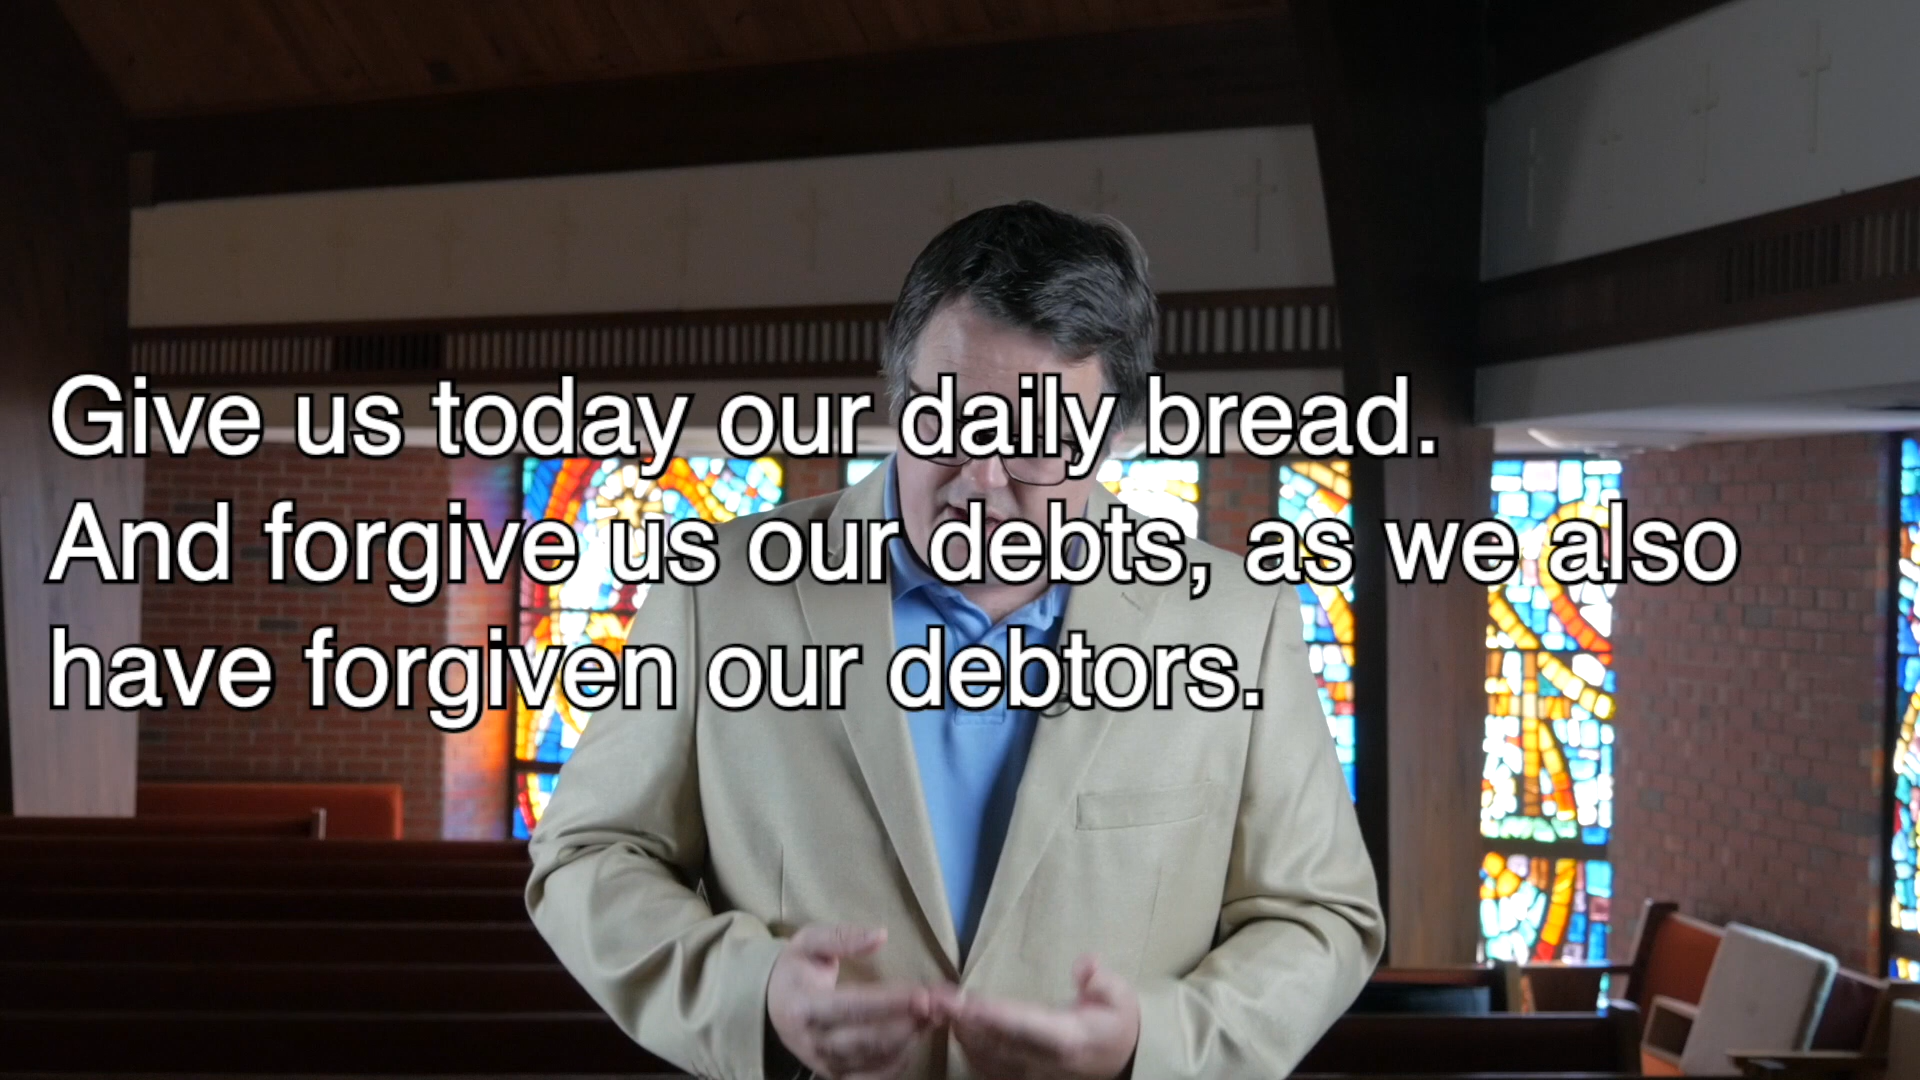 Give us today our daily bread.
And forgive us our debts, as we also
have forgiven our debtors.